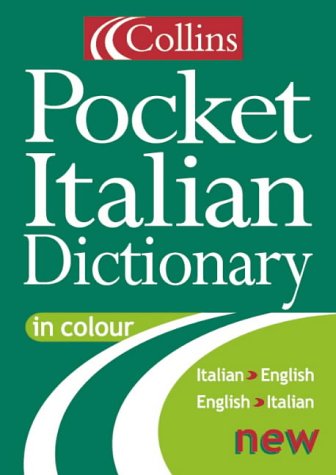 Collins
Pocket
Italian
Dictionary
in colour
Italian > English
English > Italian
new